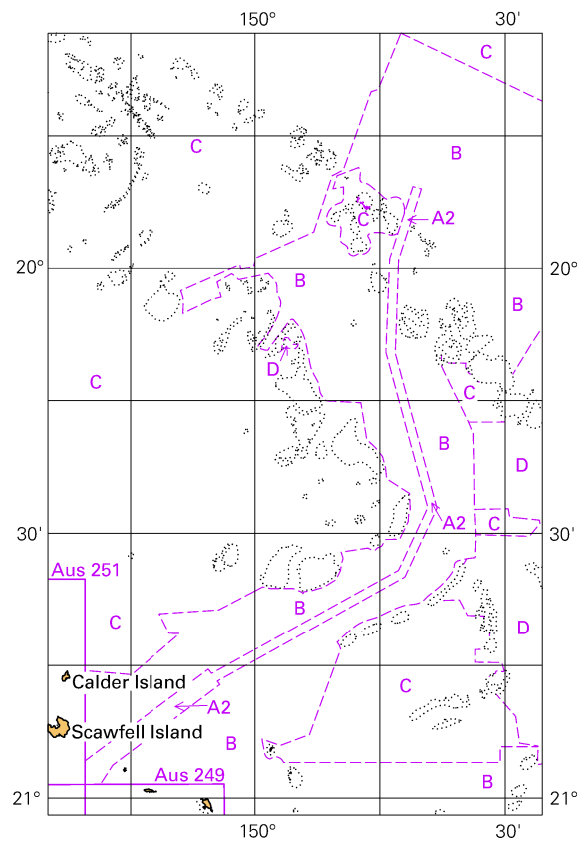 150° 30'
C
C
B
C
A2
20° 20°
B
B
D
C
C
B
D
A2
C
30' 30'
Aus 251
B
C
D
Calder Island
C
A2
Scawfell Island
B
Aus 249
B
21° 21°
150° 30'